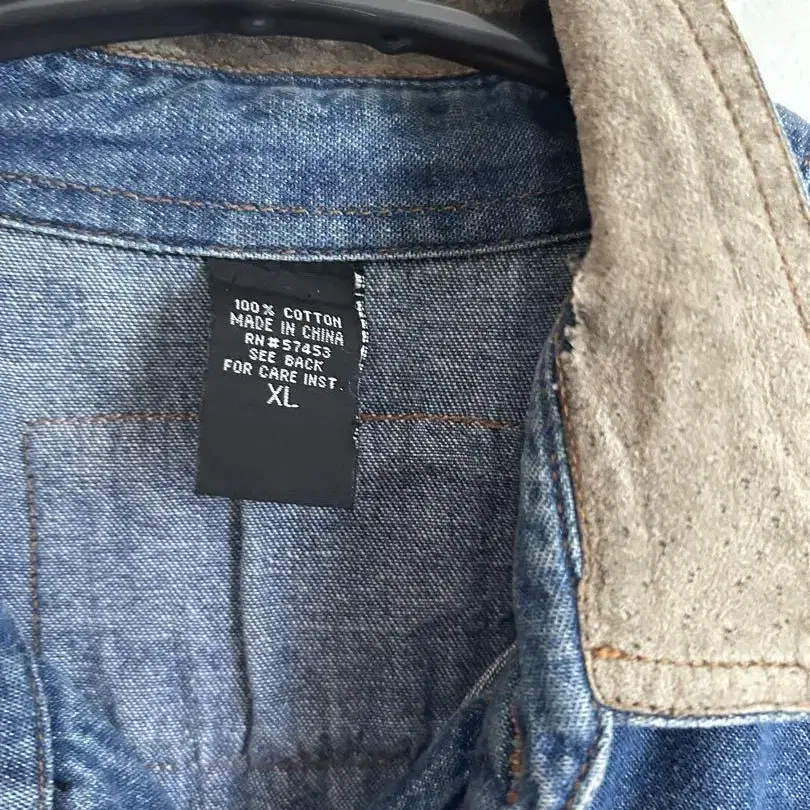 100% COTTON
MADE IN CHINA
RN#57453
SEE BACK
FOR CARE INST.
XL